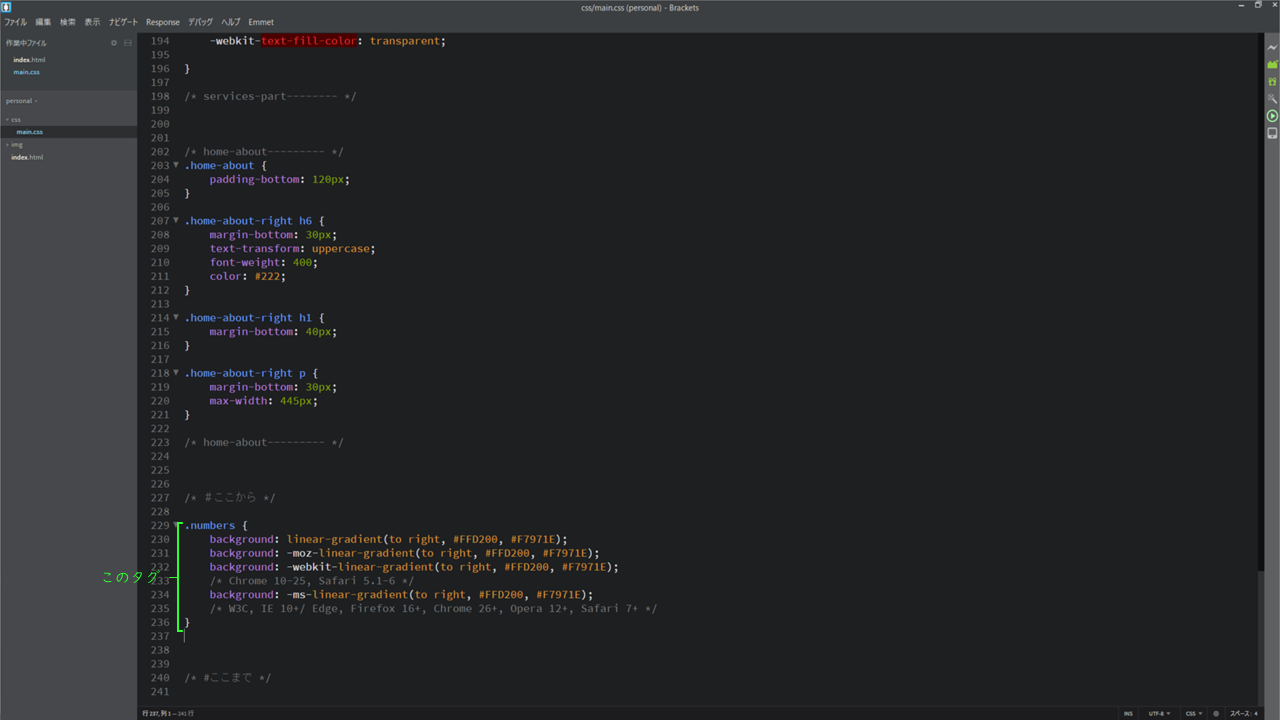 css/main.css (personal) - Brackets
ファイル 編集 検索 表示 ナビゲート Response デバッグ ヘルプ Emmet
作業中ファイル
index.html
main.css
personal
css
main.css
img
index.html
194 -webkit-text-fill-color: transparent;
195
196 }
197
198 /* services-part-------- */
199
200
201
202 /* home-about--------- */
203 .home-about {
204 padding-bottom: 120px;
205 }
206
207 .home-about-right h6 {
208 margin-bottom: 30px;
209 text-transform: uppercase;
210 font-weight: 400;
211 color: #222;
212 }
213
214 .home-about-right h1 {
215 margin-bottom: 40px;
216 }
217
218 .home-about-right p {
219 margin-bottom: 30px;
220 max-width: 445px;
221 }
222
223 /* home-about--------- */
224
225
226
227 /* #ここから */
228
229 .numbers {
230 background: linear-gradient(to right, #FFD200, #F7971E);
231 background: -moz-linear-gradient(to right, #FFD200, #F7971E);
232 background: -webkit-linear-gradient(to right, #FFD200, #F7971E);
このタグ
233 /* Chrome 10-25, Safari 5.1-6 */
234 background: -ms-linear-gradient(to right, #FFD200, #F7971E);
235 /* W3C, IE 10+/ Edge, Firefox 16+, Chrome 26+, Opera 12+, Safari 7+ */
236 }
237
238
239
240 /* #ここまで */
241
行 237, 列 1 — 241 行 INS UTF-8 CSS スペース: 4